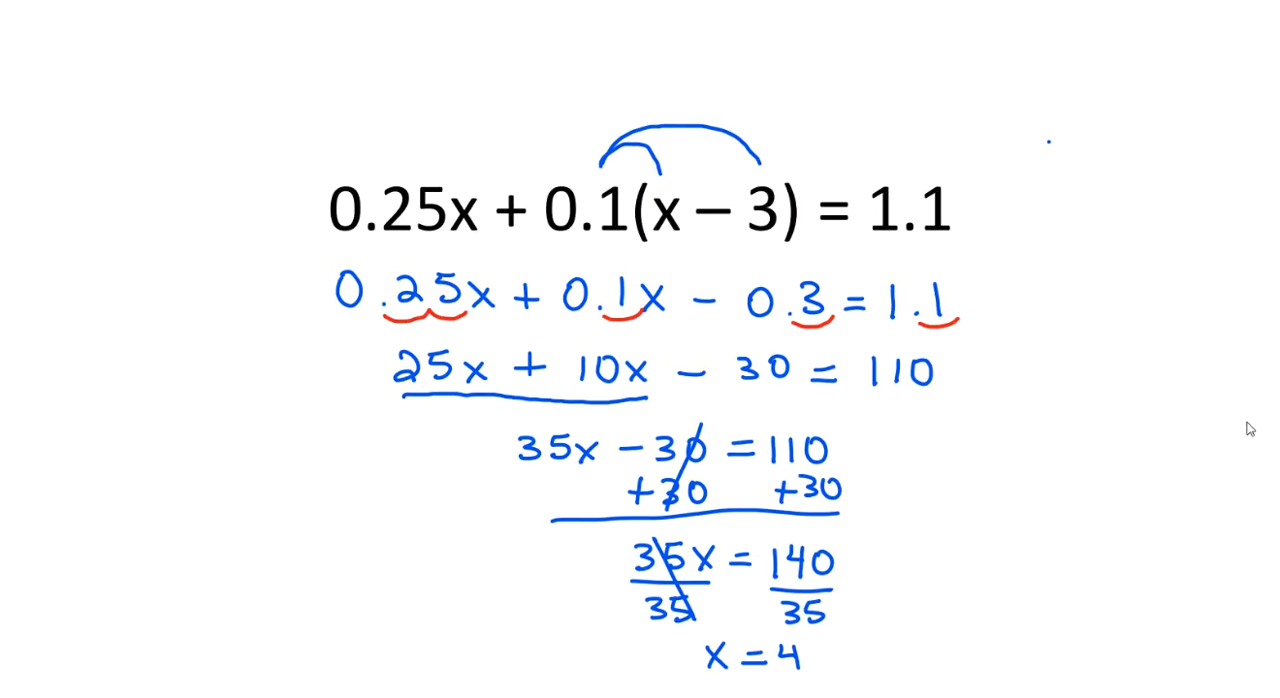 0.25x + 0.1(x – 3) = 1.1
0.25x + 0.1x - 0.3 = 1.1
25x + 10x - 30 = 110
35x - 30 = 110
+30 +30
35x = 140
35 35
x = 4